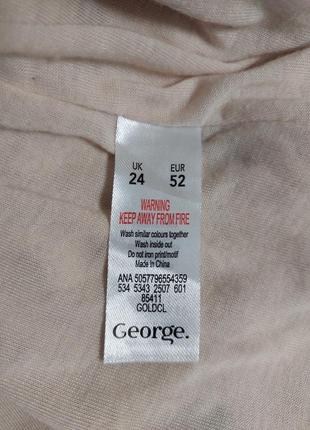 UK EUR
24 52
WARNING
KEEP AWAY FROM FIRE
Wash similar colours together
Wash inside out
Do not iron print/motif
Made in China
ANA 5057796554359
534 5343 2507 601
85411
GOLDCL
George.